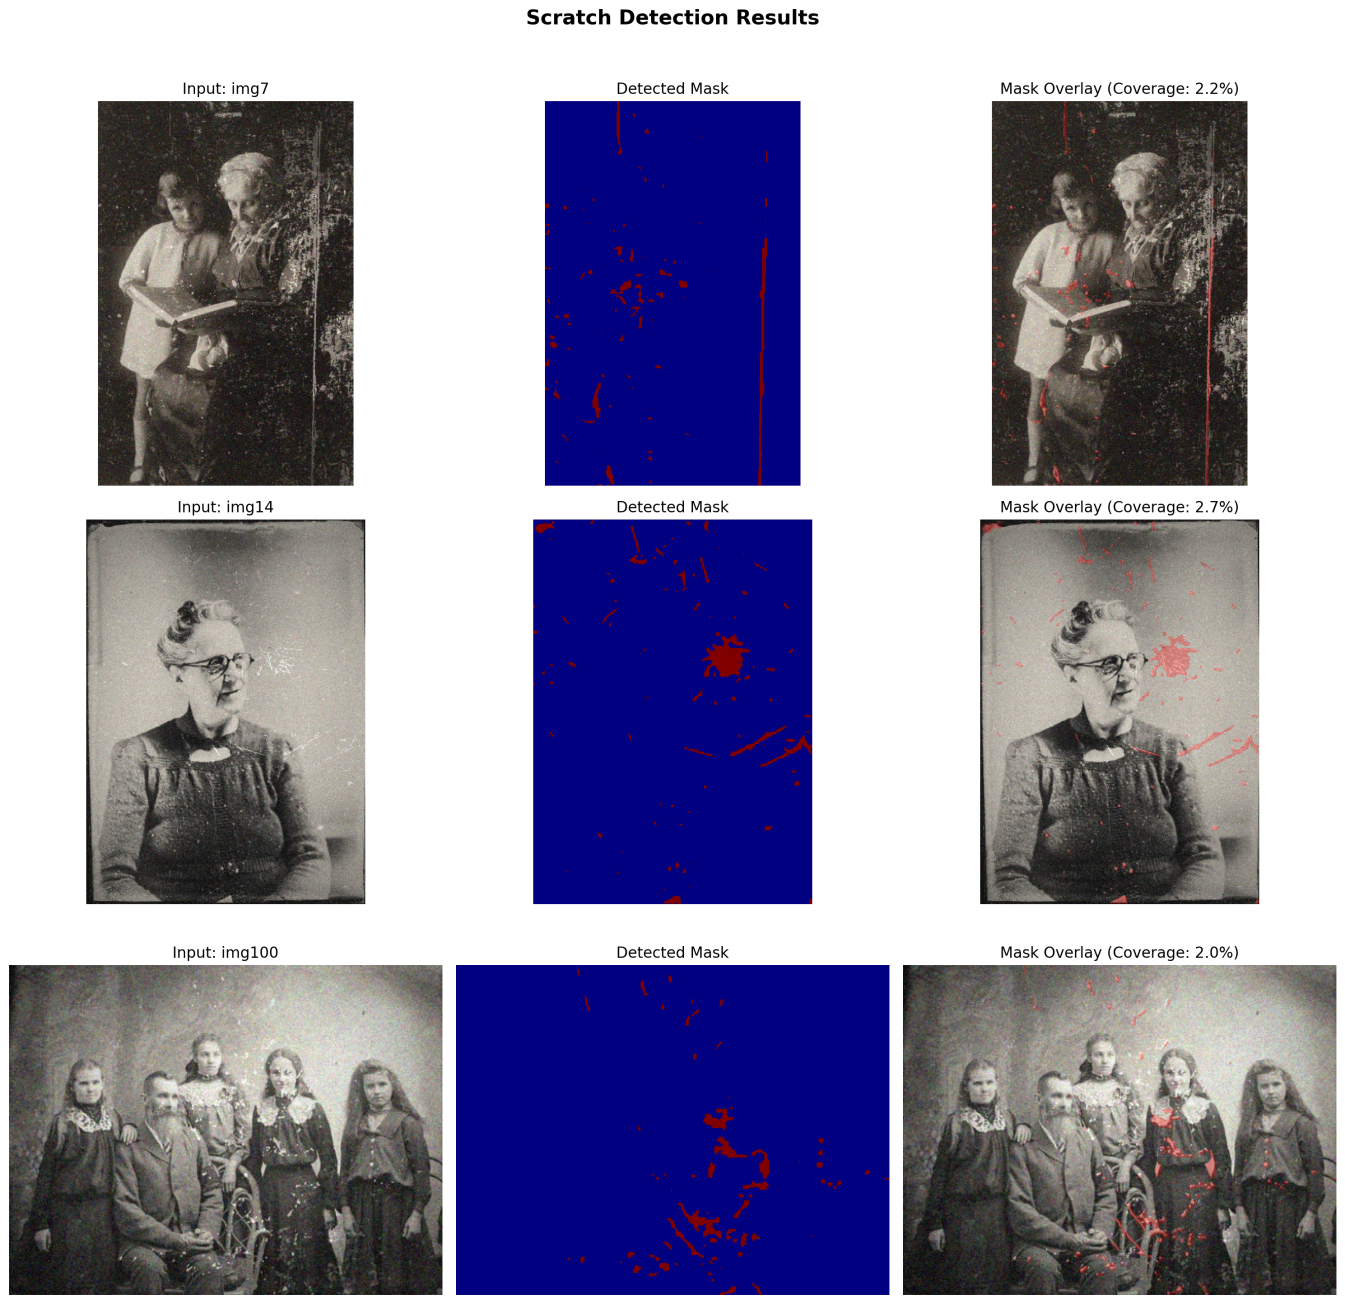 Scratch Detection Results
Input: img7
Detected Mask
Mask Overlay (Coverage: 2.2%)
Input: img14
Detected Mask
Mask Overlay (Coverage: 2.7%)
Input: img100
Detected Mask
Mask Overlay (Coverage: 2.0%)